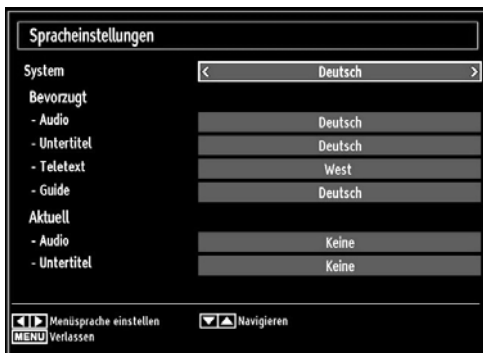 Spracheinstellungen
System < Deutsch >
Bevorzugt
- Audio Deutsch
- Untertitel Deutsch
- Teletext West
- Guide Deutsch
Aktuell
- Audio Keine
- Untertitel Keine
Menüsprache einstellen Navigieren
MENU Verlassen